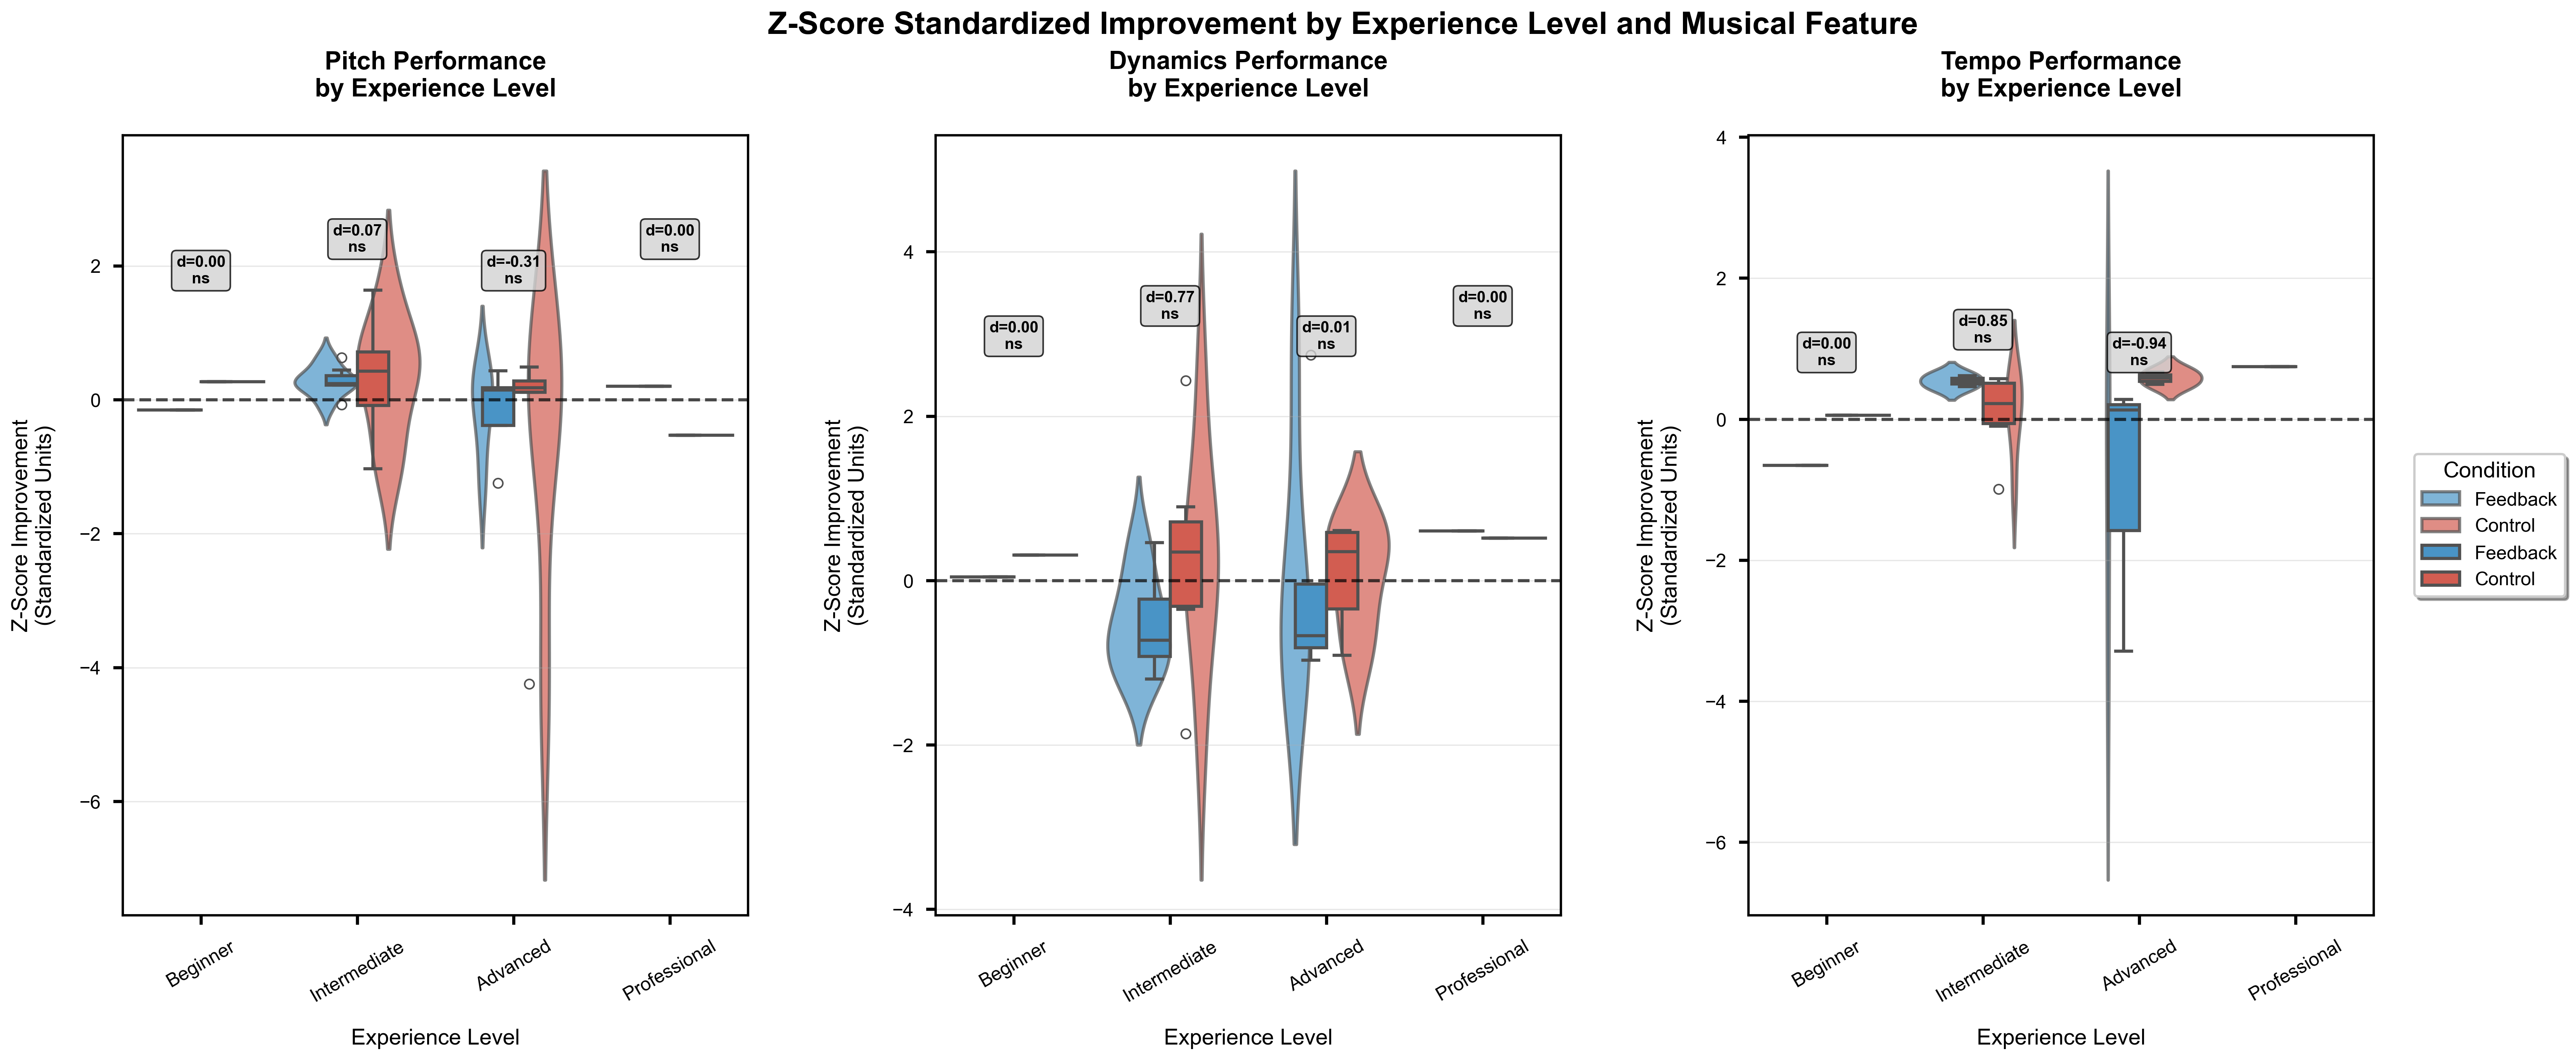 Z-Score Standardized Improvement by Experience Level and Musical Feature
Pitch Performance
by Experience Level
Z-Score Improvement
(Standardized Units)
2
0
−2
−4
−6
d=0.00
ns
d=0.07
ns
d=-0.31
ns
d=0.00
ns
Beginner
Intermediate
Advanced
Professional
Experience Level
Dynamics Performance
by Experience Level
Z-Score Improvement
(Standardized Units)
4
2
0
−2
−4
d=0.00
ns
d=0.77
ns
d=0.01
ns
d=0.00
ns
Beginner
Intermediate
Advanced
Professional
Experience Level
Tempo Performance
by Experience Level
Z-Score Improvement
(Standardized Units)
4
2
0
−2
−4
−6
d=0.00
ns
d=0.85
ns
d=-0.94
ns
Beginner
Intermediate
Advanced
Professional
Experience Level
Condition
Feedback
Control
Feedback
Control